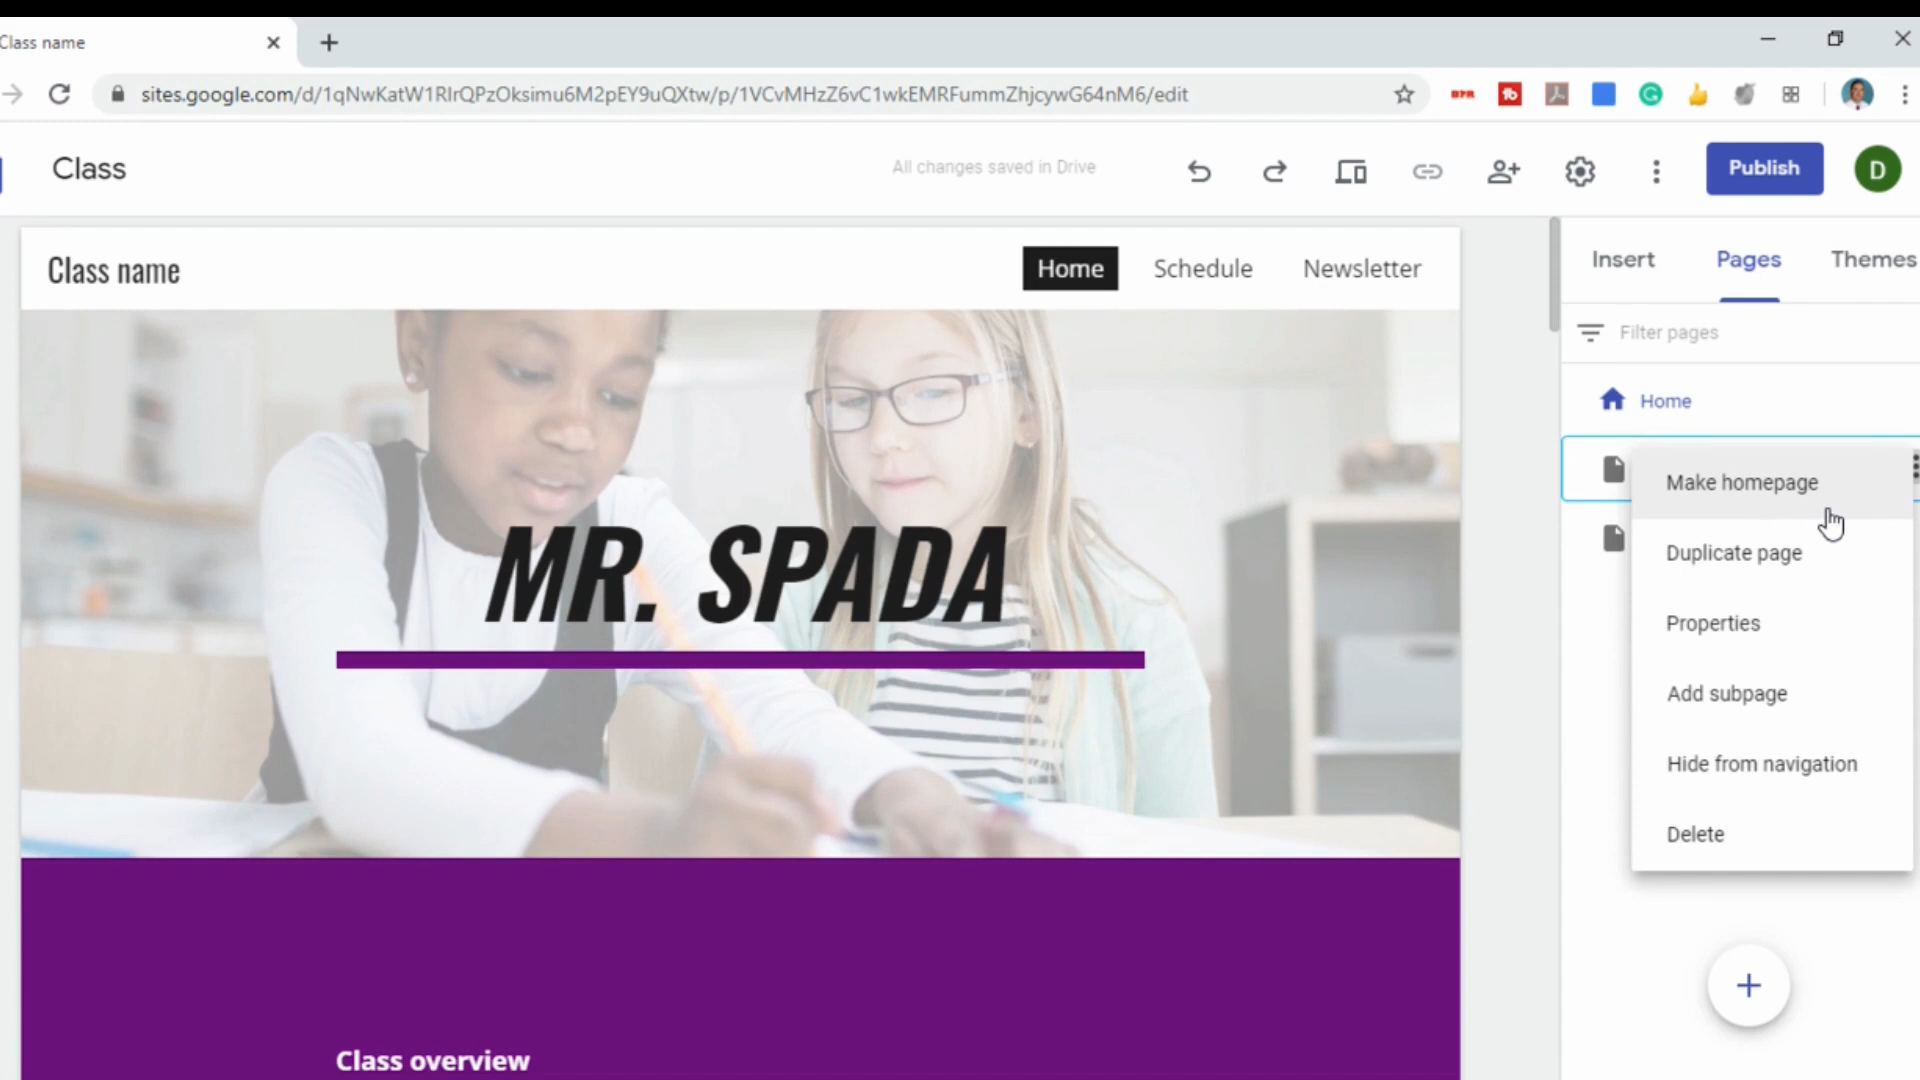 Class name
sites.google.com/d/1qNwKatW1RlrQPzOksimu6M2pEY9uQXtw/p/1VCvMHzZ6vC1wkEMRFummZhjcywG64nM6/edit
Class
All changes saved in Drive
Publish
D
Class name
Home
Schedule
Newsletter
Insert
Pages
Themes
Filter pages
Home
Make homepage
Duplicate page
Properties
Add subpage
Hide from navigation
Delete
MR. SPADA
Class overview